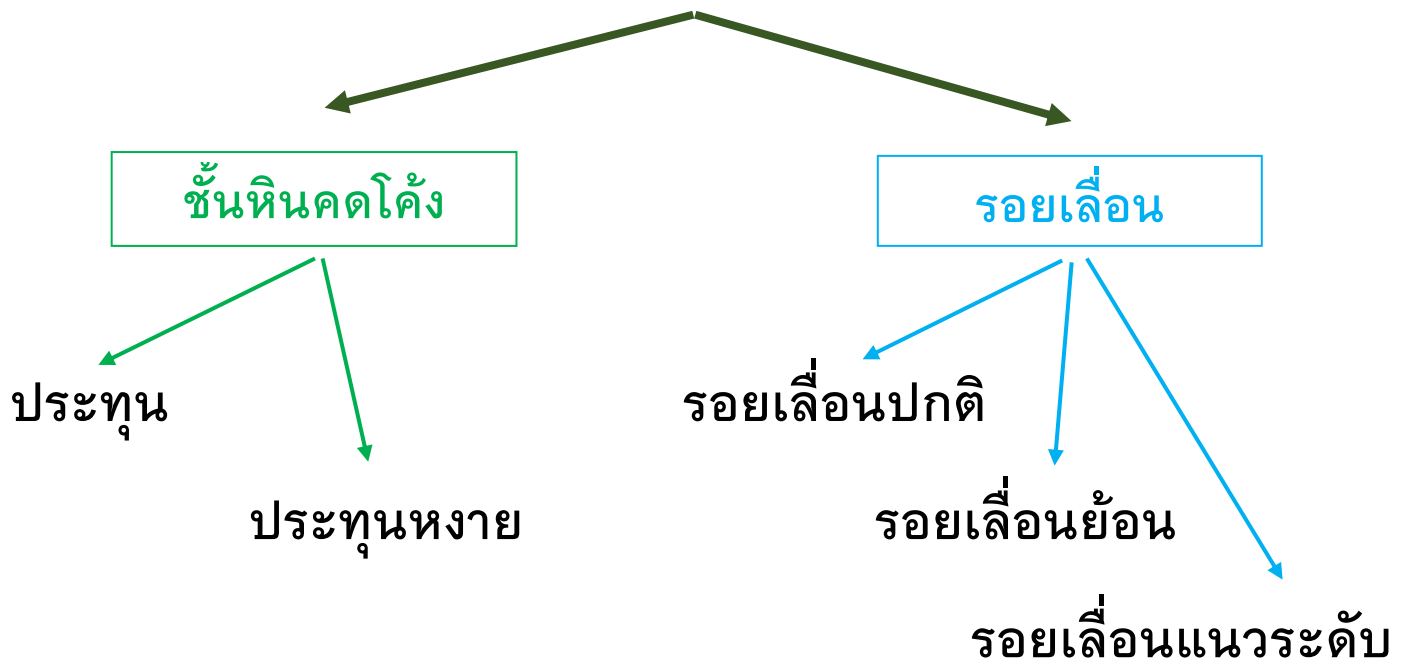 ชั้นหินคดโค้ง
รอยเลื่อน
ประทุน
รอยเลื่อนปกติ
ประทุนหงาย
รอยเลื่อนย้อน
รอยเลื่อนแนวระดับ